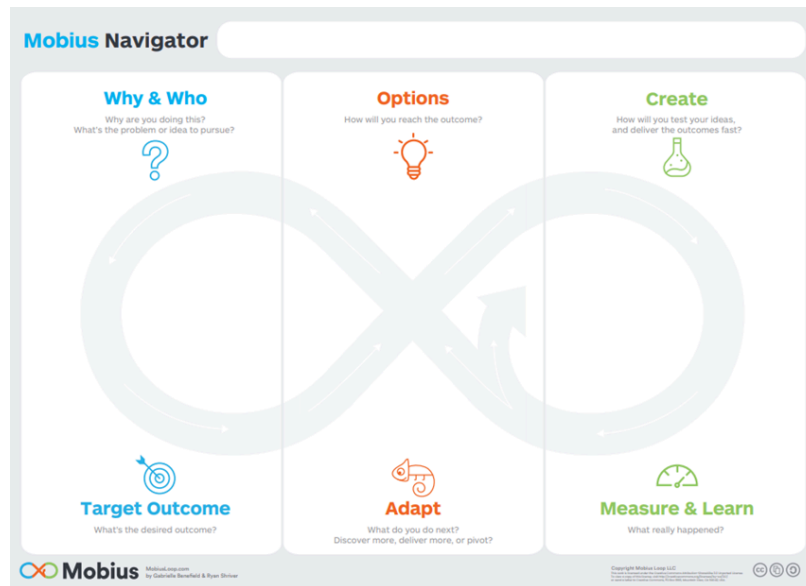 Mobius Navigator
Why & Who
Why are you doing this?
What's the problem or idea to pursue?
Options
How will you reach the outcome?
Create
How will you test your ideas,
and deliver the outcomes fast?
Target Outcome
What's the desired outcome?
Adapt
What do you do next?
Discover more, deliver more, or pivot?
Measure & Learn
What really happened?
Mobius
MobiusLoop.com
by Gabrielle Benefield & Ryan Shriver
Copyright Mobius Loop LLC